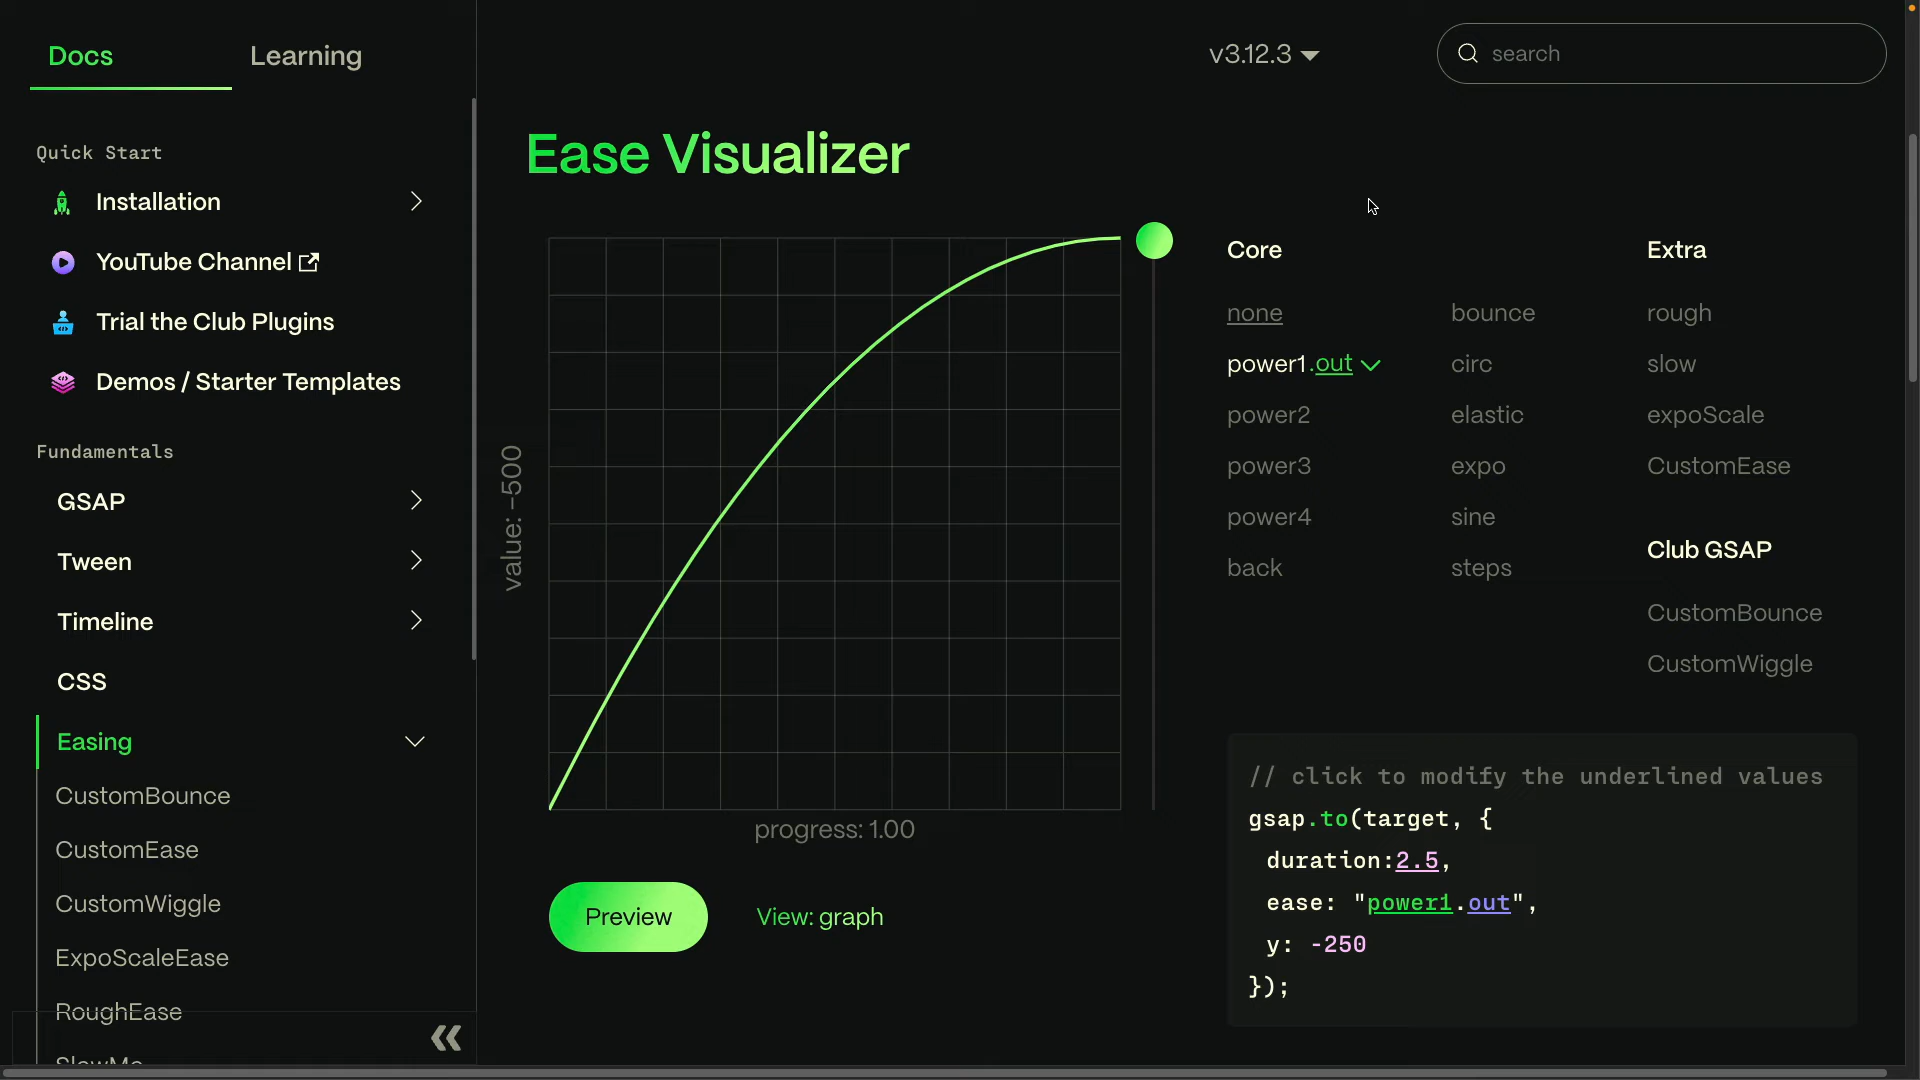 Docs
Learning
v3.12.3
search
Quick Start
Installation
YouTube Channel
Trial the Club Plugins
Demos / Starter Templates
Fundamentals
GSAP
Tween
Timeline
CSS
Easing
CustomBounce
CustomEase
CustomWiggle
ExpoScaleEase
RoughEase
SlowMo
Ease Visualizer
value: -500
progress: 1.00
Preview
View: graph
Core
none
power1.out
power2
power3
power4
back
bounce
circ
elastic
expo
sine
steps
Extra
rough
slow
expoScale
CustomEase
Club GSAP
CustomBounce
CustomWiggle
// click to modify the underlined values
gsap.to(target, {
duration:2.5,
ease: "power1.out",
y: -250
});